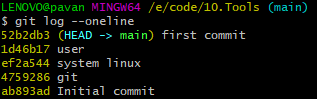 LENOVO@pavan MINGW64 /e/code/10.Tools (main)
$ git log --oneline
52b2db3 (HEAD -> main) first commit
1d46b17 user
ef2a544 system linux
4759286 git
ab893ad Initial commit